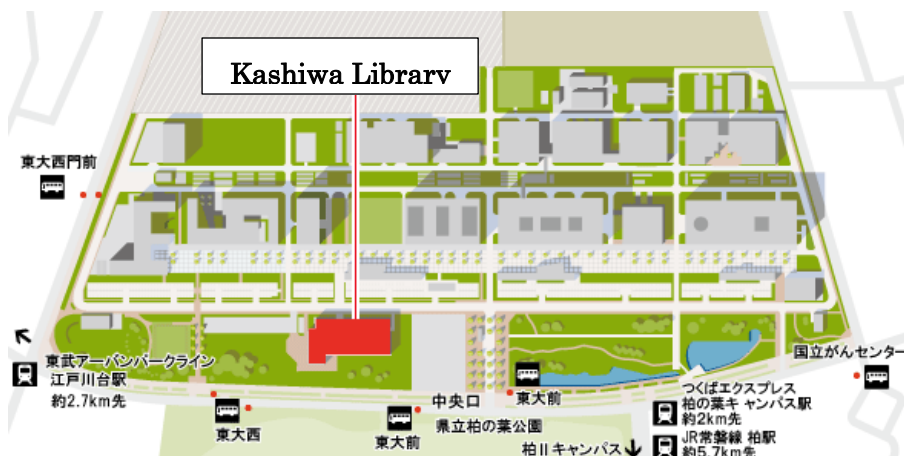 Kashiwa Library
東大西門前
東武アーバンパークライン
江戸川台駅
約2.7km先
東大西
東大前
中央口
県立柏の葉公園
東大前
柏IIキャンパス
国立がんセンター
つくばエクスプレス
柏の葉キャンパス駅
約2km先
JR常磐線 柏駅
約5.7km先